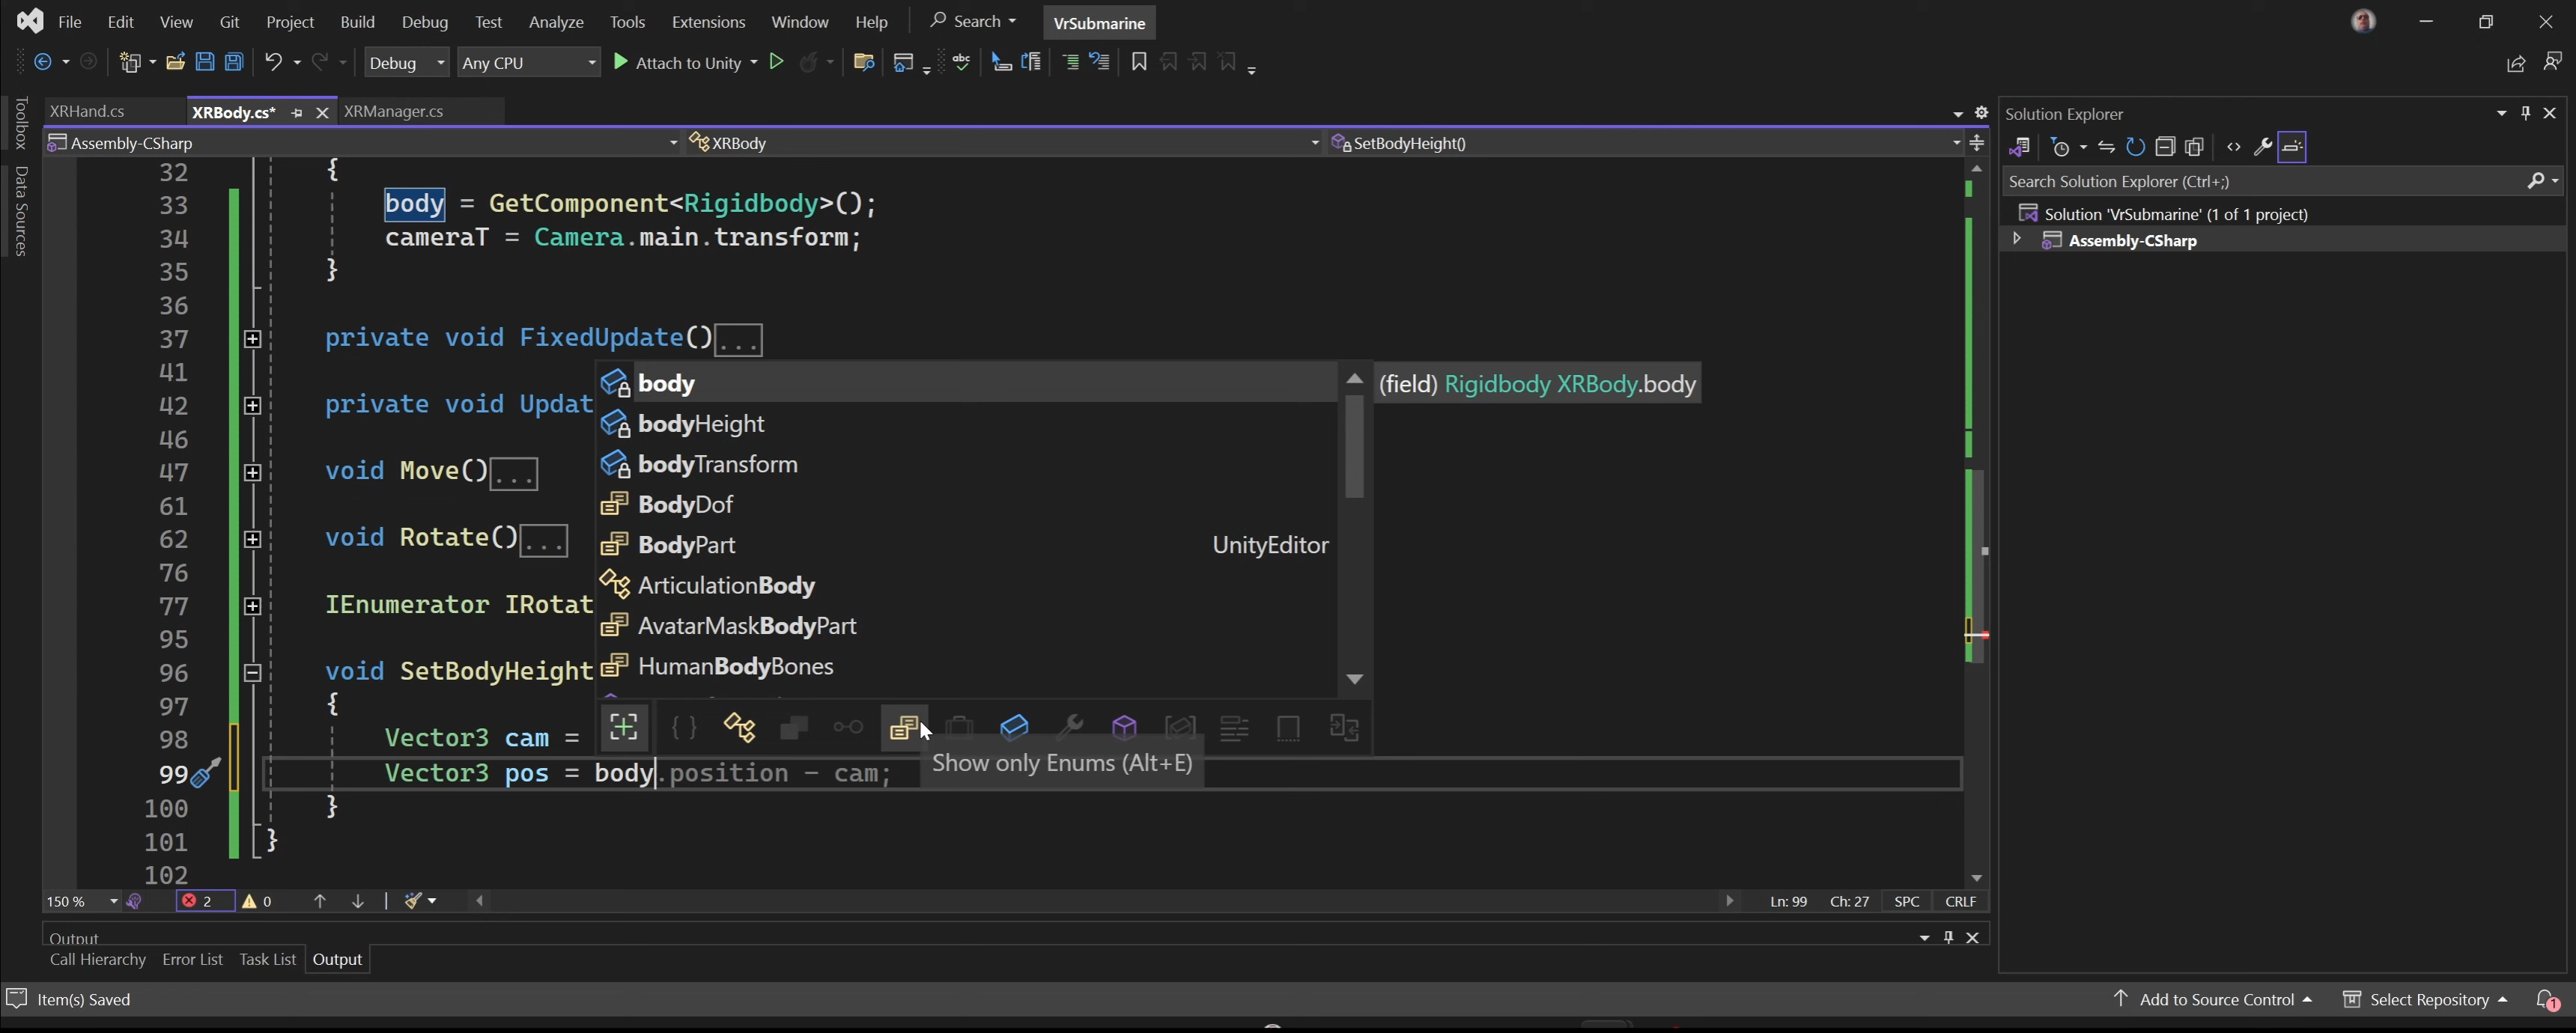 File Edit View Git Project Build Debug Test Analyze Tools Extensions Window Help Search VrSubmarine
Debug Any CPU Attach to Unity
Toolbox
Data Sources
XRHand.cs XRBody.cs* XRManager.cs
Assembly-CSharp XRBody SetBodyHeight()
32 {
33 body = GetComponent<Rigidbody>();
34 cameraT = Camera.main.transform;
35 }
36
37 private void FixedUpdate()...
41
42 private void Updat
46
47 void Move()...
61
62 void Rotate()...
76
77 IEnumerator IRotat
95
96 void SetBodyHeight
97 {
98 Vector3 cam =
99 Vector3 pos = body.position - cam;
100 }
101 }
102
body
bodyHeight
bodyTransform
BodyDof
BodyPart UnityEditor
ArticulationBody
AvatarMaskBodyPart
HumanBodyBones
(field) Rigidbody XRBody.body
Show only Enums (Alt+E)
150 % 2 0 Ln: 99 Ch: 27 SPC CRLF
Output
Call Hierarchy Error List Task List Output
Item(s) Saved Add to Source Control Select Repository 1
Solution Explorer
Search Solution Explorer (Ctrl+;)
Solution 'VrSubmarine' (1 of 1 project)
Assembly-CSharp